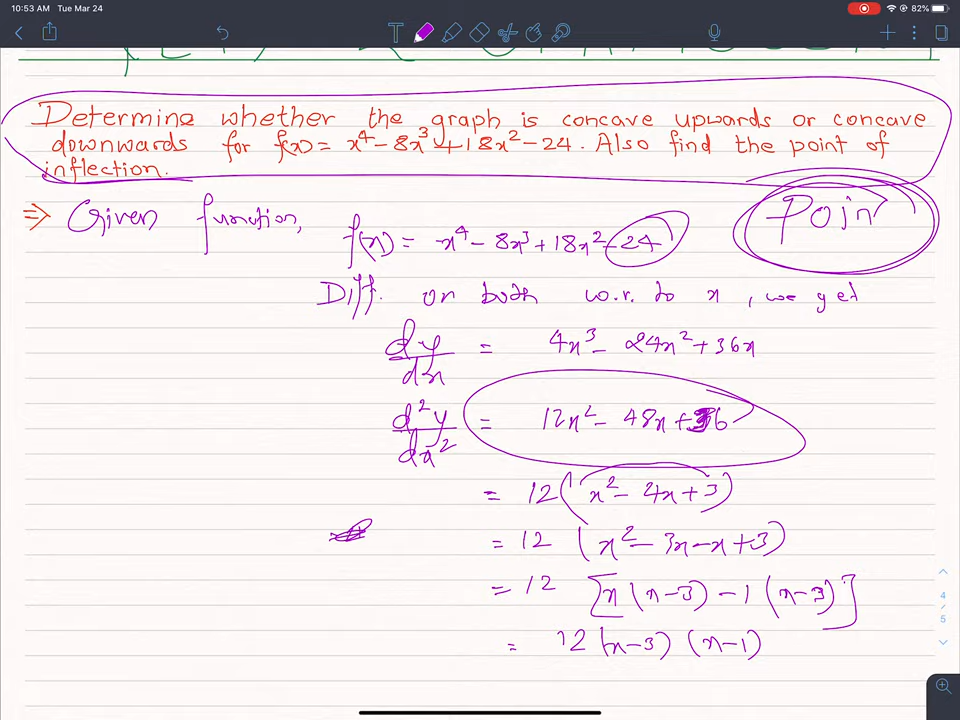 10:53 AM Tue Mar 24
82%
Determine whether the graph is concave upwards or concave
downwards for f(x) = x⁴ - 8x³ + 18x² - 24. Also find the point of
inflection.
⇒ Given function,
Poin
f(x) = x⁴ - 8x³ + 18x² - 24
Diff. on both w.r. to x, we get
dy/dx = 4x³ - 24x² + 36x
d²y/dx² = 12x² - 48x + 36
= 12(x² - 4x + 3)
= 12 (x² - 3x - x + 3)
= 12 [x(x-3) - 1(x-3)]
= 12(x-3)(x-1)
4/5